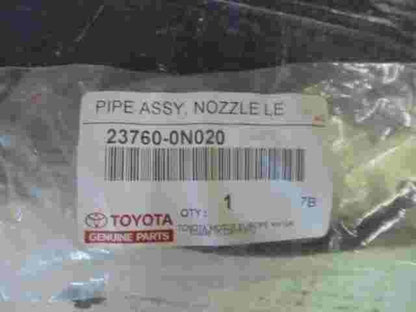 PIPE ASSY, NOZZLE LE
23760-0N020
QTY: 1 7B
TOYOTA
GENUINE PARTS